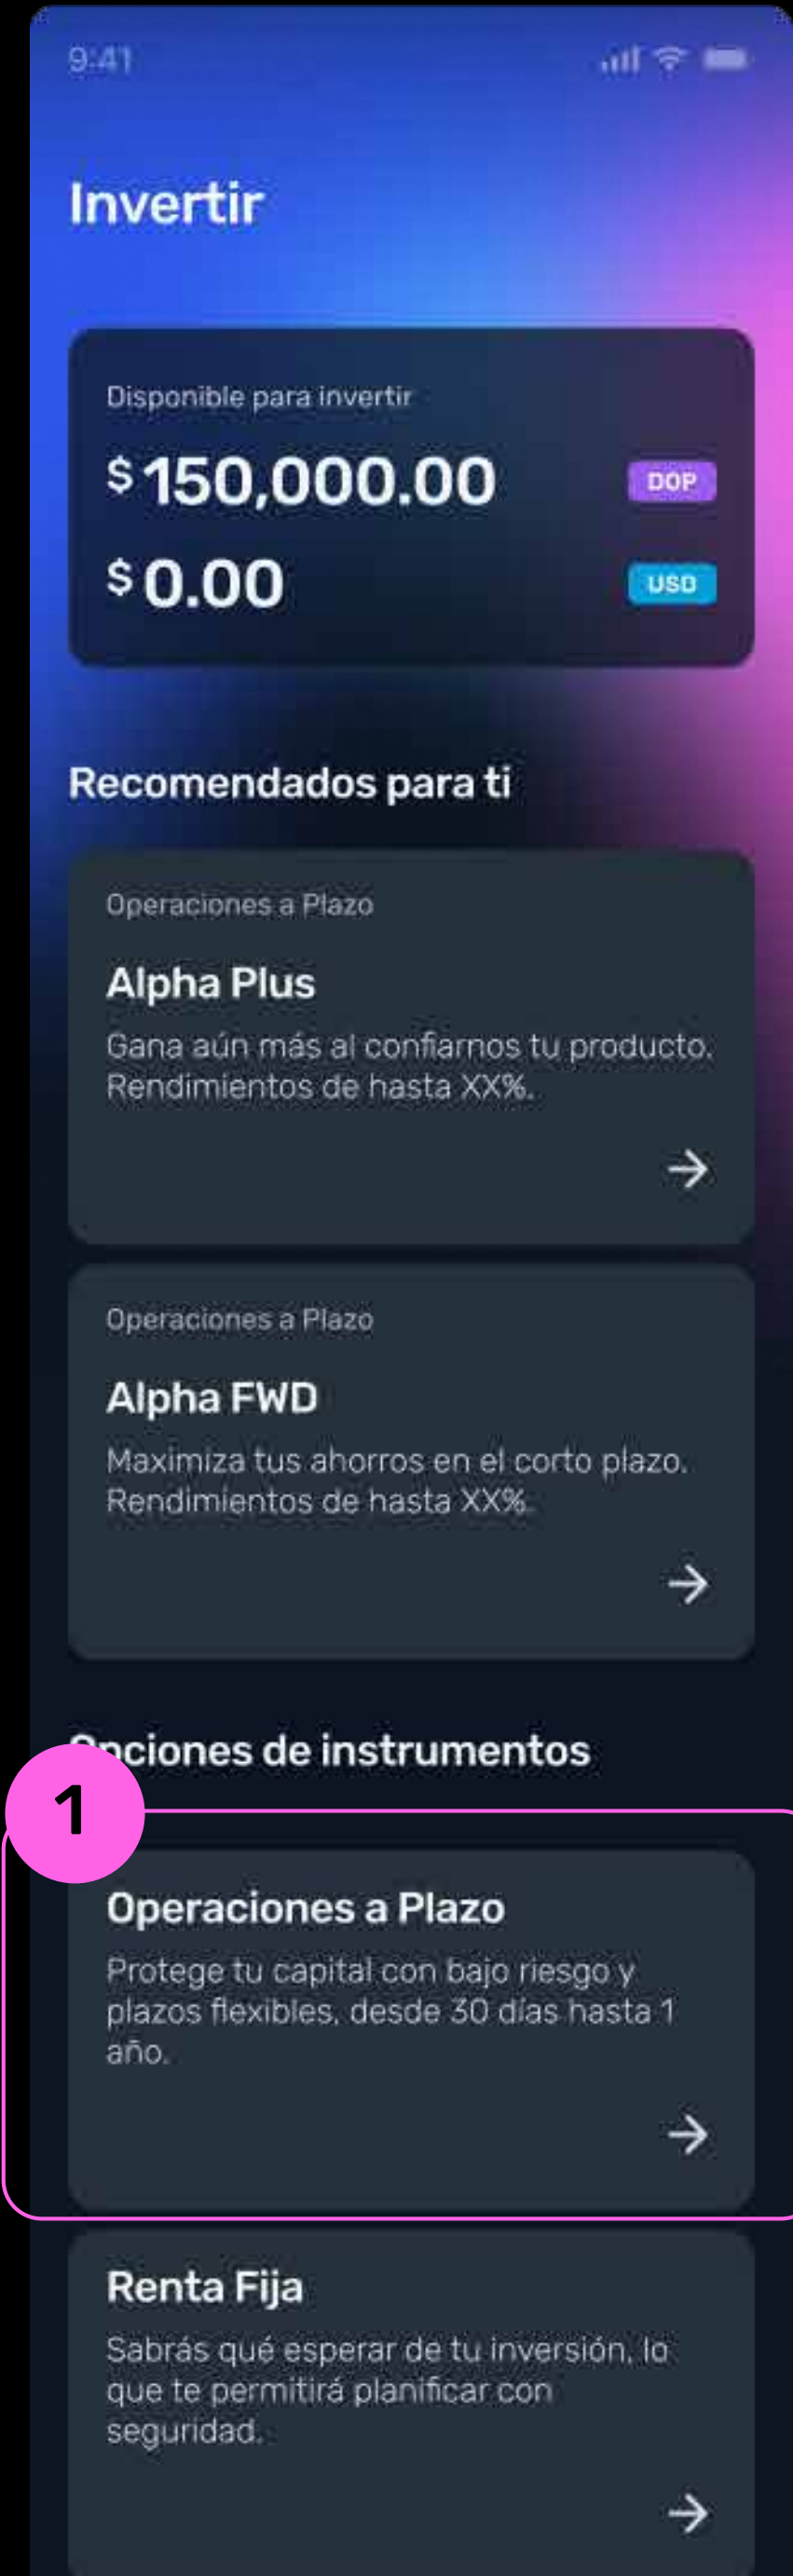 9:41
Invertir
Disponible para invertir
$150,000.00 DOP
$0.00 USD
Recomendados para ti
Operaciones a Plazo
Alpha Plus
Gana aún más al confiarnos tu producto.
Rendimientos de hasta XX%.
Operaciones a Plazo
Alpha FWD
Maximiza tus ahorros en el corto plazo.
Rendimientos de hasta XX%.
Opciones de instrumentos
1
Operaciones a Plazo
Protege tu capital con bajo riesgo y
plazos flexibles, desde 30 días hasta 1
año.
Renta Fija
Sabrás qué esperar de tu inversión, lo
que te permitirá planificar con
seguridad.